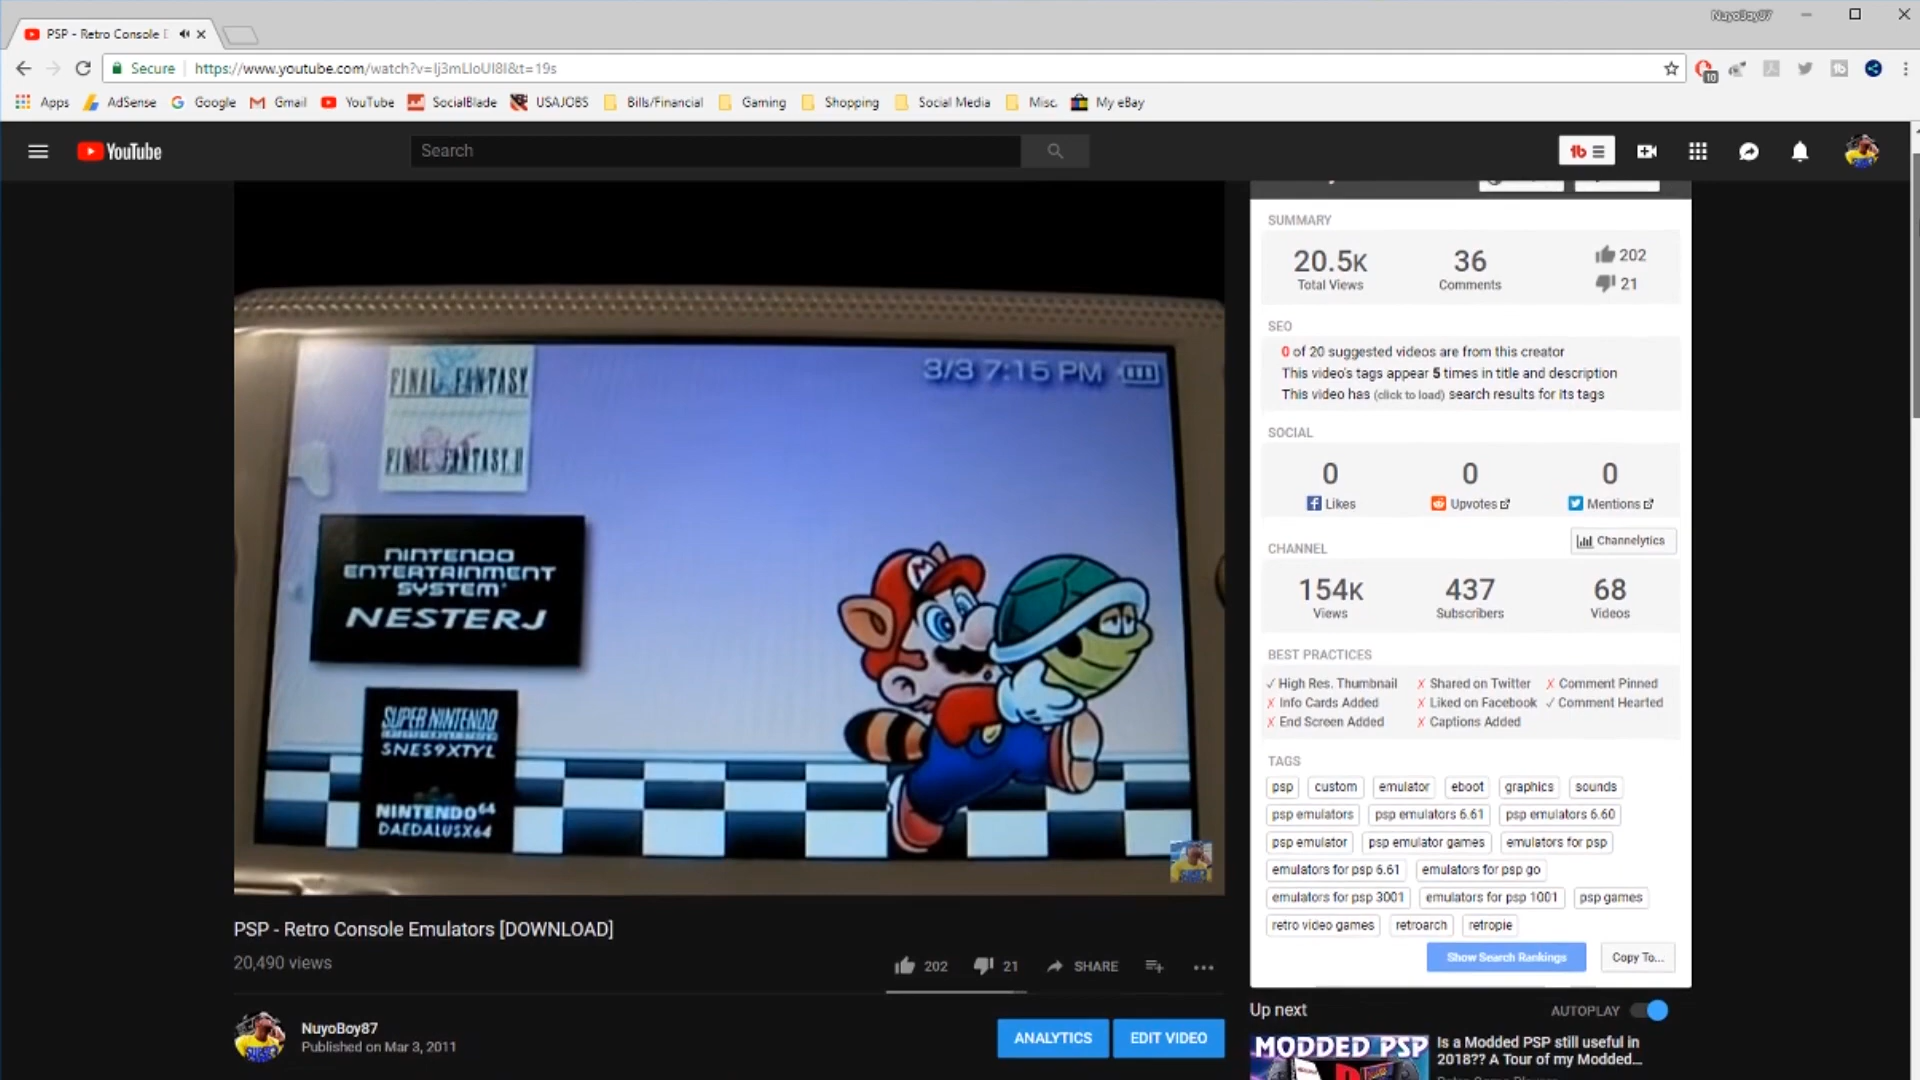 NuyoBoy87
PSP - Retro Console E
Secure
https://www.youtube.com/watch?v=Ij3mLIoUI8I&t=19s
10
Apps
AdSense
Google
Gmail
YouTube
SocialBlade
USAJOBS
Bills/Financial
Gaming
Shopping
Social Media
Misc.
My eBay
YouTube
Search
tb
FINAL FANTASY
FINAL FANTASY II
3/3 7:15 PM
NINTENDO
ENTERTAINMENT
SYSTEM
NESTERJ
SUPER NINTENDO
SNES9XTYL
NINTENDO64
DAEDALUSX64
M
PSP - Retro Console Emulators [DOWNLOAD]
20,490 views
202
21
SHARE
NuyoBoy87
Published on Mar 3, 2011
ANALYTICS
EDIT VIDEO
SUMMARY
20.5K
Total Views
36
Comments
202
21
SEO
0 of 20 suggested videos are from this creator
This video's tags appear 5 times in title and description
This video has (click to load) search results for its tags
SOCIAL
0
Likes
0
Upvotes
0
Mentions
CHANNEL
Channelytics
154K
Views
437
Subscribers
68
Videos
BEST PRACTICES
✓ High Res. Thumbnail
✗ Shared on Twitter
✗ Comment Pinned
✗ Info Cards Added
✗ Liked on Facebook
✓ Comment Hearted
✗ End Screen Added
✗ Captions Added
TAGS
psp
custom
emulator
eboot
graphics
sounds
psp emulators
psp emulators 6.61
psp emulators 6.60
psp emulator
psp emulator games
emulators for psp
emulators for psp 6.61
emulators for psp go
emulators for psp 3001
emulators for psp 1001
psp games
retro video games
retroarch
retropie
Show Search Rankings
Copy To...
Up next
AUTOPLAY
MODDED PSP
Is a Modded PSP still useful in
2018?? A Tour of my Modded...